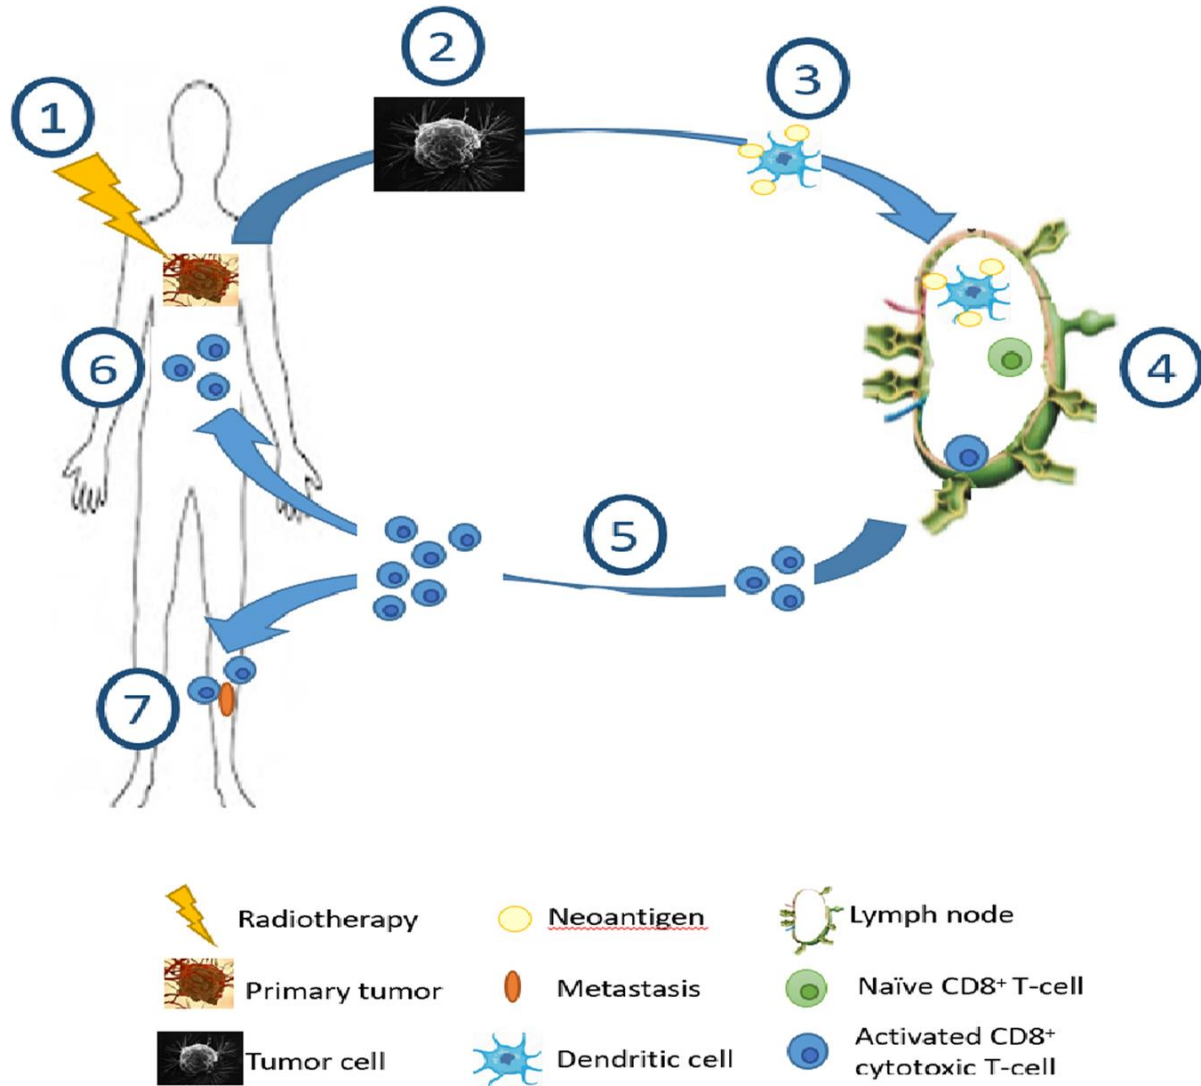 1
2
3
4
5
6
7
Radiotherapy
Neoantigen
Lymph node
Primary tumor
Metastasis
Naïve CD8⁺ T-cell
Tumor cell
Dendritic cell
Activated CD8⁺
cytotoxic T-cell